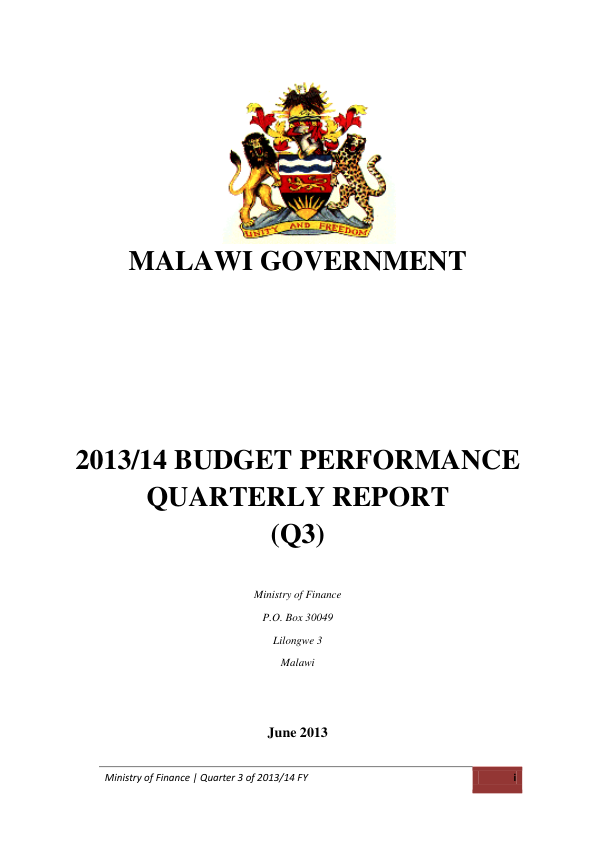 UNITY AND FREEDOM
MALAWI GOVERNMENT
2013/14 BUDGET PERFORMANCE
QUARTERLY REPORT
(Q3)
Ministry of Finance
P.O. Box 30049
Lilongwe 3
Malawi
June 2013
Ministry of Finance | Quarter 3 of 2013/14 FY
i